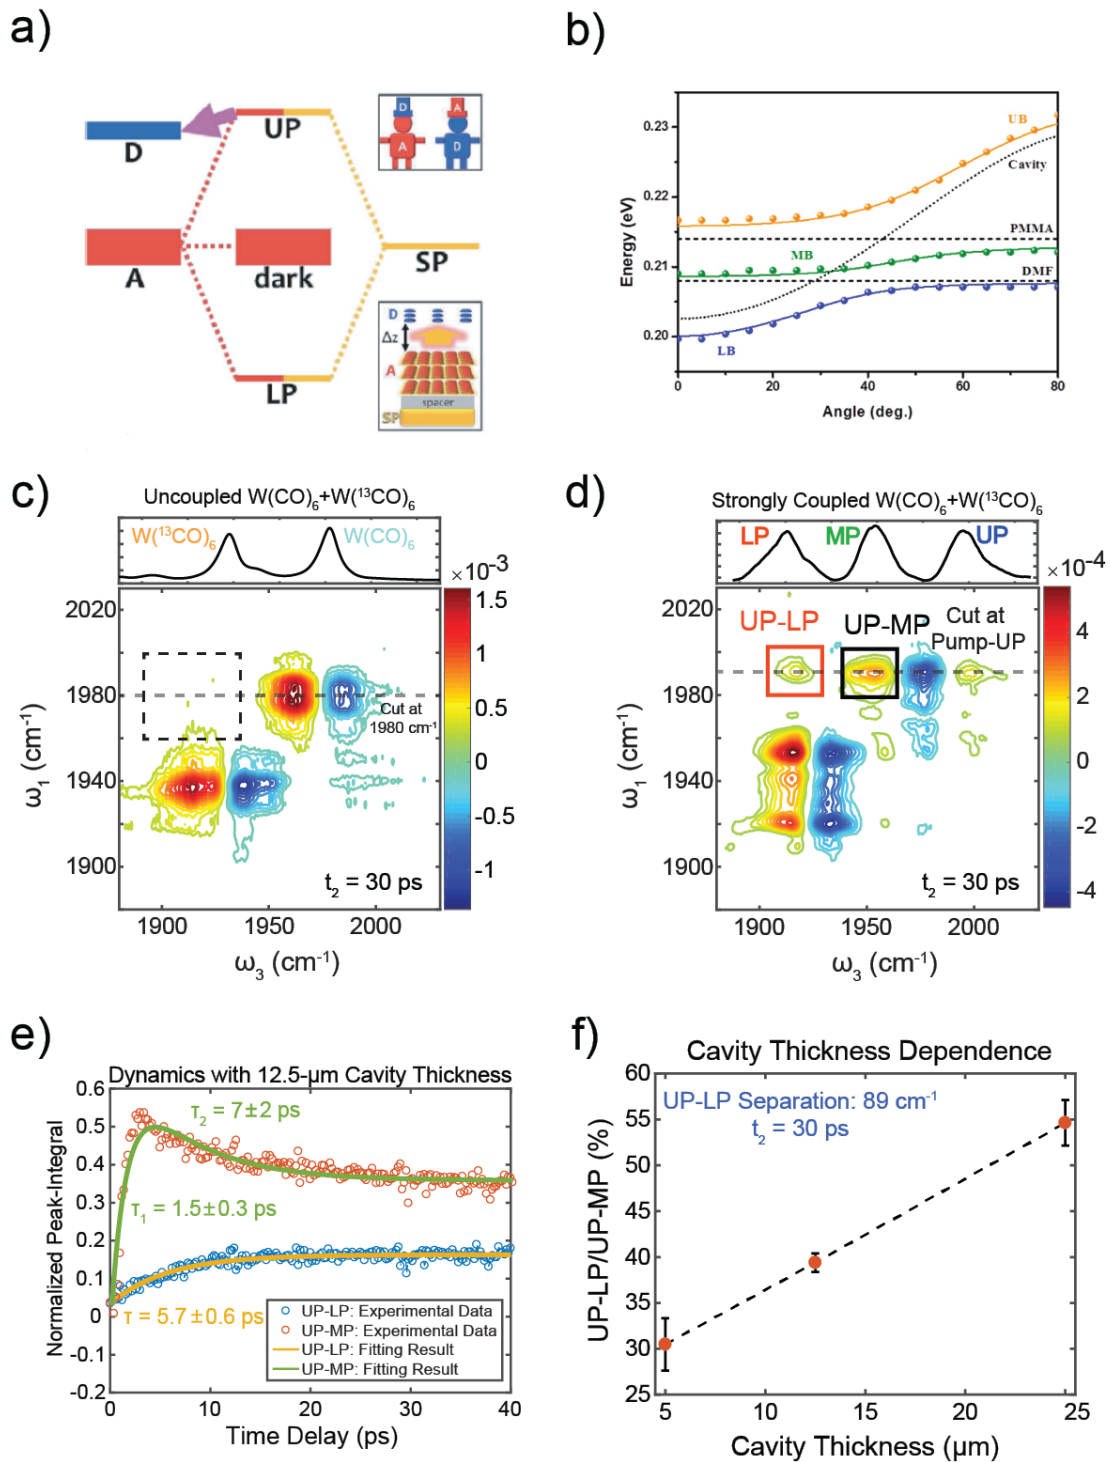 a)
D
UP
A
dark
SP
LP
D
A
A
D
D
Δz
A
spacer
SP
b)
Energy (eV)
0.23
0.22
0.21
0.20
UB
Cavity
PMMA
MB
DMF
LB
0
20
40
60
80
Angle (deg.)
c)
Uncoupled W(CO)₆+W(¹³CO)₆
W(¹³CO)₆
W(CO)₆
×10⁻³
1.5
1
0.5
0
-0.5
-1
ω₁ (cm⁻¹)
2020
1980
1940
1900
Cut at
1980 cm⁻¹
t₂ = 30 ps
1900
1950
2000
ω₃ (cm⁻¹)
d)
Strongly Coupled W(CO)₆+W(¹³CO)₆
LP
MP
UP
×10⁻⁴
4
2
0
-2
-4
ω₁ (cm⁻¹)
2020
1980
1940
1900
UP-LP
UP-MP
Cut at
Pump-UP
t₂ = 30 ps
1900
1950
2000
ω₃ (cm⁻¹)
e)
Dynamics with 12.5-μm Cavity Thickness
Normalized Peak-Integral
0.6
0.5
0.4
0.3
0.2
0.1
0
-0.1
-0.2
τ₂ = 7±2 ps
τ₁ = 1.5±0.3 ps
τ = 5.7±0.6 ps
UP-LP: Experimental Data
UP-MP: Experimental Data
UP-LP: Fitting Result
UP-MP: Fitting Result
0
10
20
30
40
Time Delay (ps)
f)
Cavity Thickness Dependence
UP-LP/UP-MP (%)
60
55
50
45
40
35
30
25
UP-LP Separation: 89 cm⁻¹
t₂ = 30 ps
5
10
15
20
25
Cavity Thickness (μm)